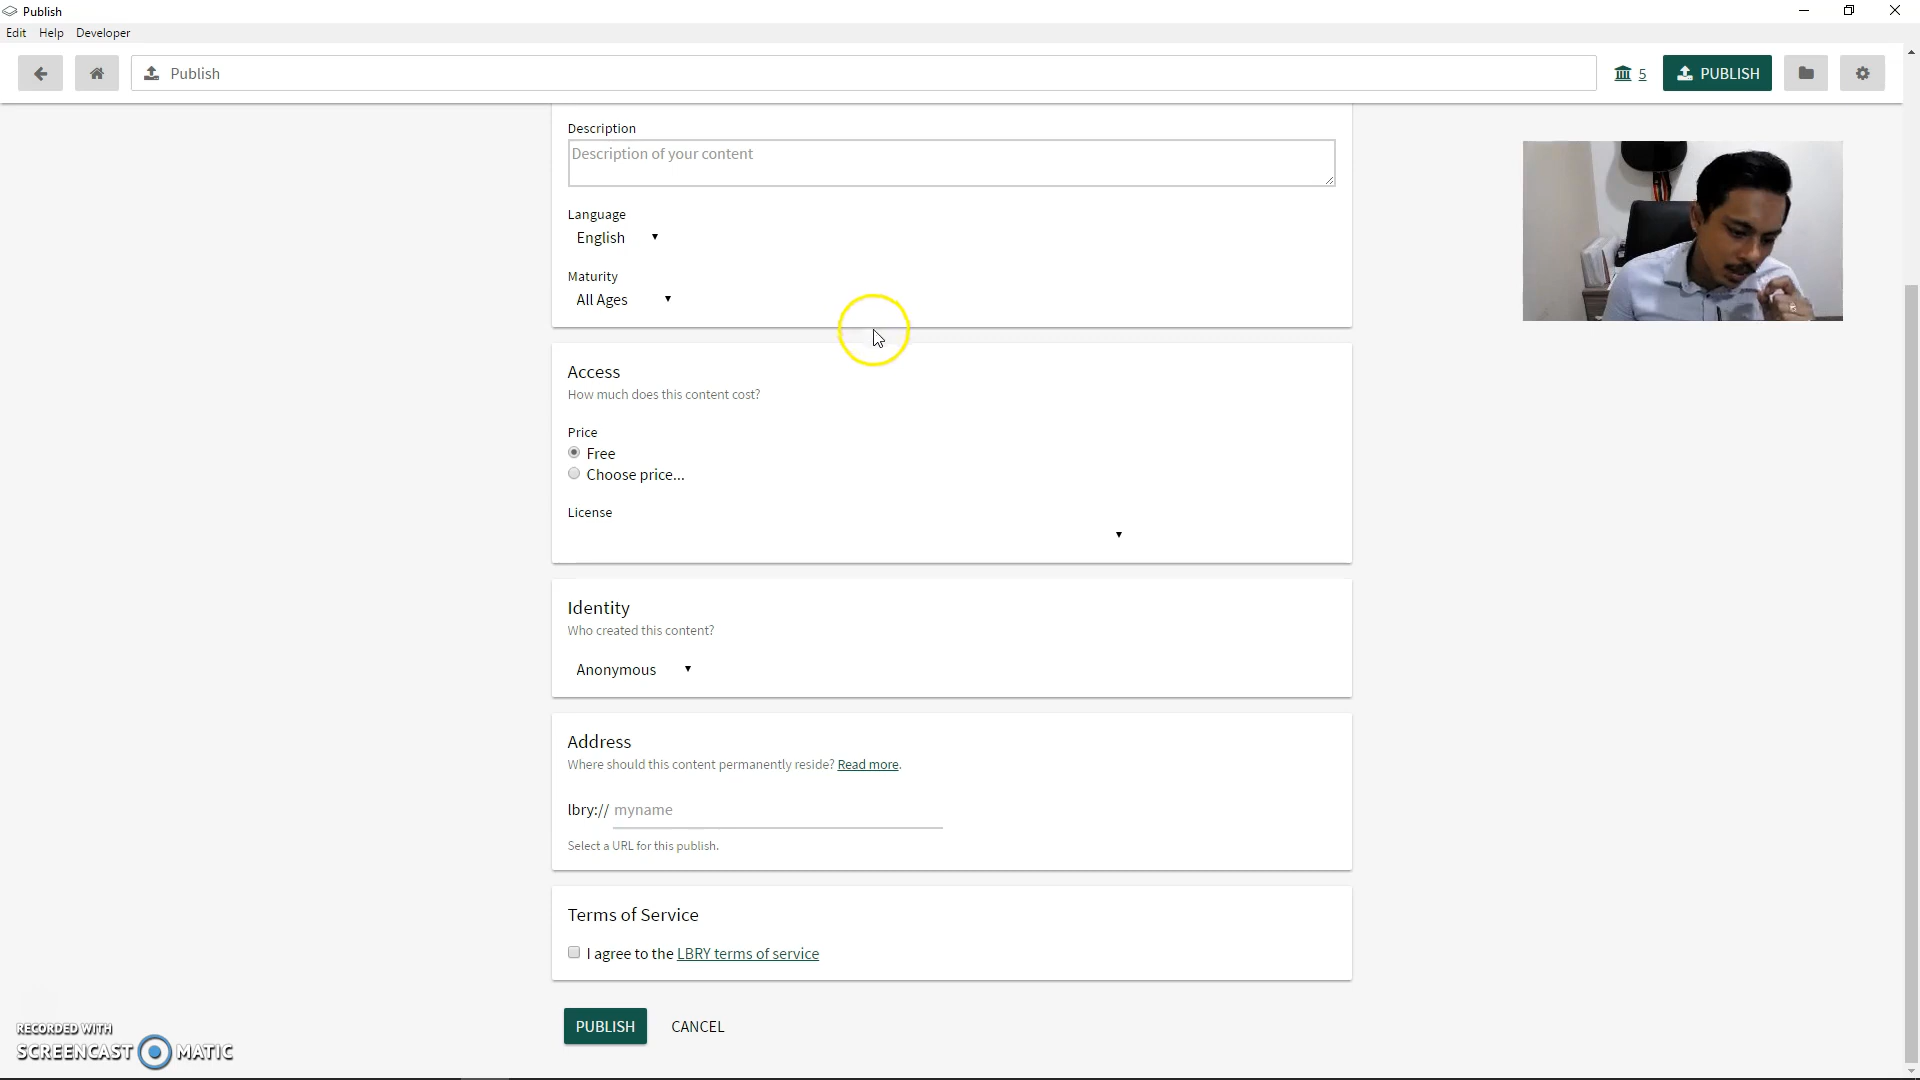 Publish
Edit Help Developer
Publish
5
PUBLISH
Description
Description of your content
Language
English
Maturity
All Ages
Access
How much does this content cost?
Price
Free
Choose price...
License
Identity
Who created this content?
Anonymous
Address
Where should this content permanently reside? Read more.
lbry:// myname
Select a URL for this publish.
Terms of Service
I agree to the LBRY terms of service
PUBLISH CANCEL
RECORDED WITH
SCREENCAST MATIC